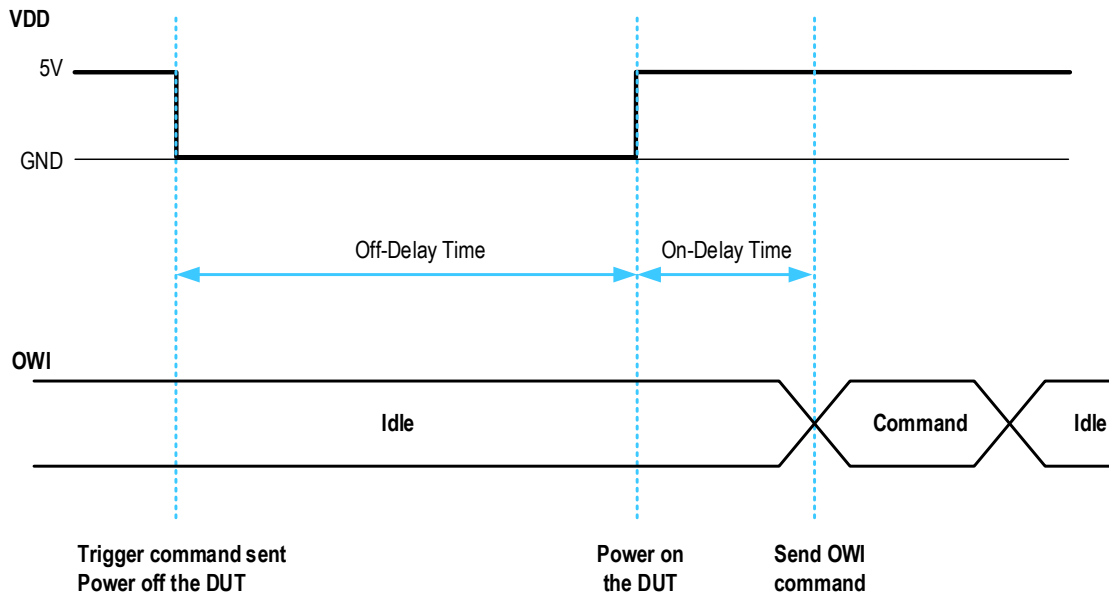 VDD
5V
GND
Off-Delay Time
On-Delay Time
OWI
Idle
Command
Idle
Trigger command sent
Power off the DUT
Power on
the DUT
Send OWI
command